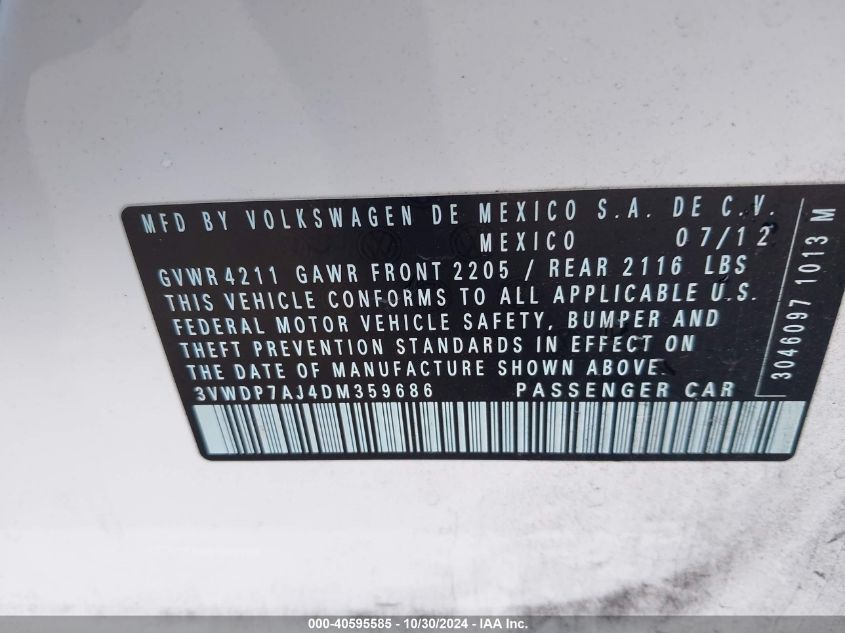 MFD BY VOLKSWAGEN DE MEXICO S.A. DE C.V.
MEXICO 07/12
GVWR 4211 GAWR FRONT 2205 / REAR 2116 LBS
THIS VEHICLE CONFORMS TO ALL APPLICABLE U.S.
FEDERAL MOTOR VEHICLE SAFETY, BUMPER AND
THEFT PREVENTION STANDARDS IN EFFECT ON
THE DATE OF MANUFACTURE SHOWN ABOVE.
3VWDP7AJ4DM359686 PASSENGER CAR
3046097 1013 M
000-40595585 - 10/30/2024 - IAA Inc.